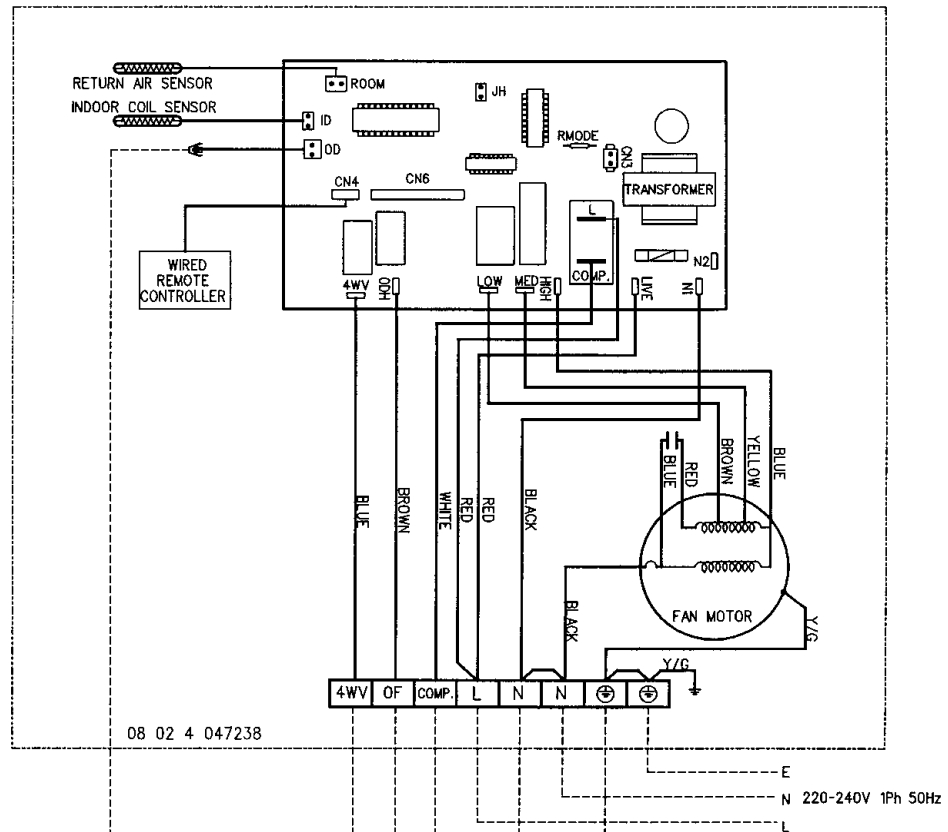 RETURN AIR SENSOR
ROOM
JH
INDOOR COIL SENSOR
ID
RMODE
OD
CN3
CN4
CN6
TRANSFORMER
L
WIRED
REMOTE
CONTROLLER
4WV
ODH
LOW
MED
HIGH
COMP.
LIVE
N2
N1
BLUE
BROWN
WHITE
RED
RED
BLACK
BLUE
RED
BROWN
YELLOW
BLUE
BLACK
FAN MOTOR
Y/G
Y/G
4WV
OF
COMP.
L
N
N
08 02 4 047238
E
N 220-240V 1Ph 50Hz
L